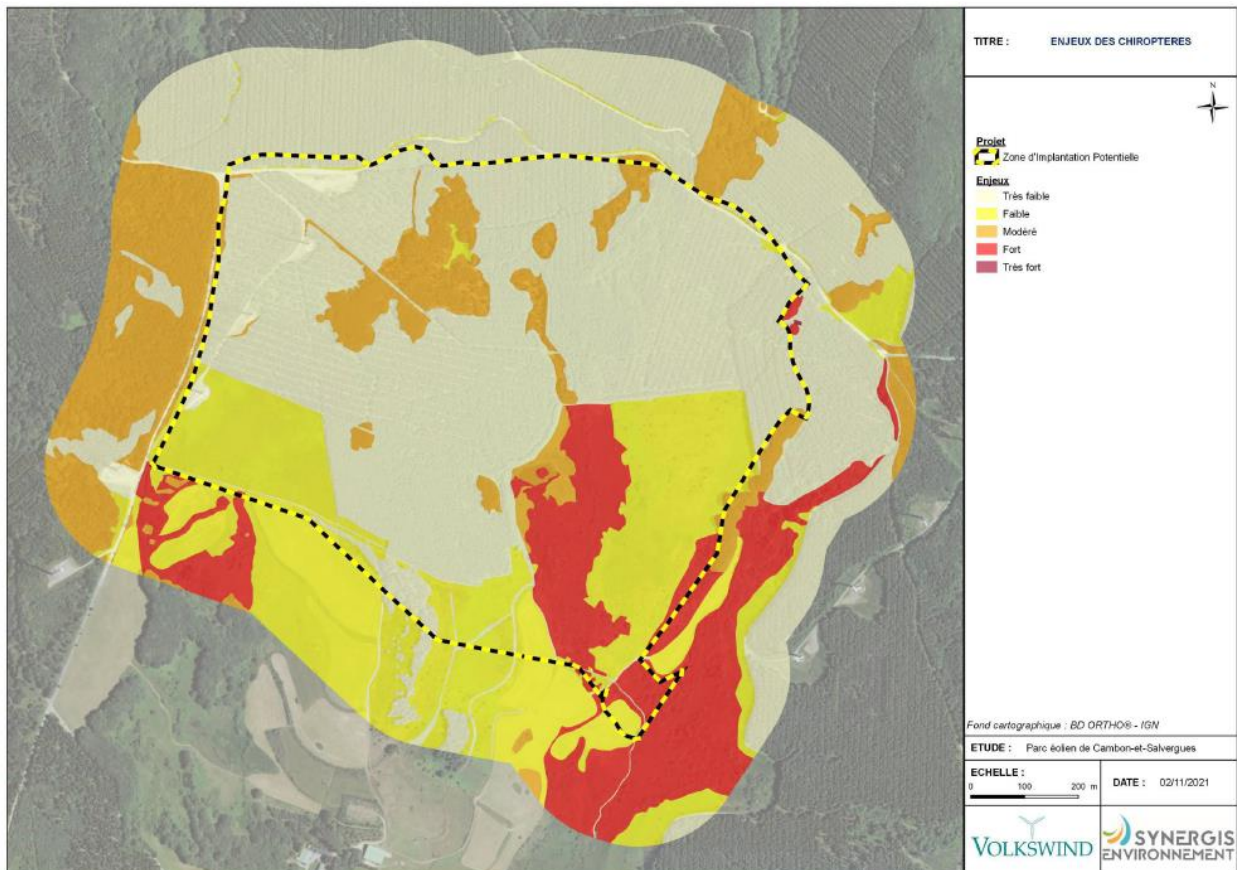 TITRE : ENJEUX DES CHIROPTERES
N
Projet
Zone d'Implantation Potentielle
Enjeux
Très faible
Faible
Modéré
Fort
Très fort
Fond cartographique : BD ORTHO® - IGN
ETUDE : Parc éolien de Cambon-et-Salvergues
ECHELLE :
0 100 200 m
DATE : 02/11/2021
VOLKSWIND
SYNERGIS
ENVIRONNEMENT